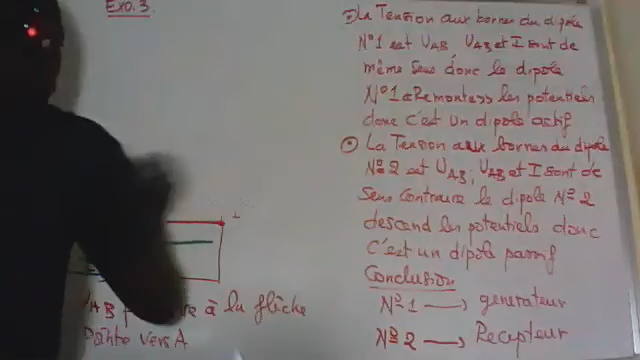 Exo.3
La Tension aux bornes du dipôle
N°1 est UAB, UAB et I sont de
même sens donc le dipôle
N°1 Remontess les potentiels
donc c'est un dipôle actif
La Tension aux bornes du dipôle
N°2 est UAB; UAB et I sont de
sens contraire le dipôle N°2
descend les potentiels donc
C'est un dipôle passif
Conclusion
N°1 → générateur
N°2 → Recepteur
AB
à la flèche
Pointe vers A